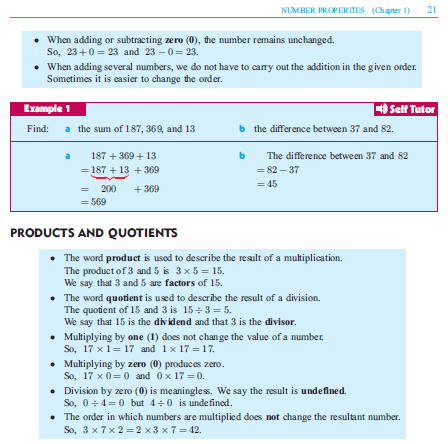 NUMBER PROPERTIES (Chapter 1) 21
• When adding or subtracting zero (0), the number remains unchanged.
So, 23 + 0 = 23 and 23 − 0 = 23.
• When adding several numbers, we do not have to carry out the addition in the given order.
Sometimes it is easier to change the order.
Example 1 Self Tutor
Find: a the sum of 187, 369, and 13 b the difference between 37 and 82.
a 187 + 369 + 13 b The difference between 37 and 82
= 187 + 13 + 369 = 82 − 37
= 200 + 369 = 45
= 569
PRODUCTS AND QUOTIENTS
• The word product is used to describe the result of a multiplication.
The product of 3 and 5 is 3 × 5 = 15.
We say that 3 and 5 are factors of 15.
• The word quotient is used to describe the result of a division.
The quotient of 15 and 3 is 15 ÷ 3 = 5.
We say that 15 is the dividend and that 3 is the divisor.
• Multiplying by one (1) does not change the value of a number.
So, 17 × 1 = 17 and 1 × 17 = 17.
• Multiplying by zero (0) produces zero.
So, 17 × 0 = 0 and 0 × 17 = 0.
• Division by zero (0) is meaningless. We say the result is undefined.
So, 0 ÷ 4 = 0 but 4 ÷ 0 is undefined.
• The order in which numbers are multiplied does not change the resultant number.
So, 3 × 7 × 2 = 2 × 3 × 7 = 42.